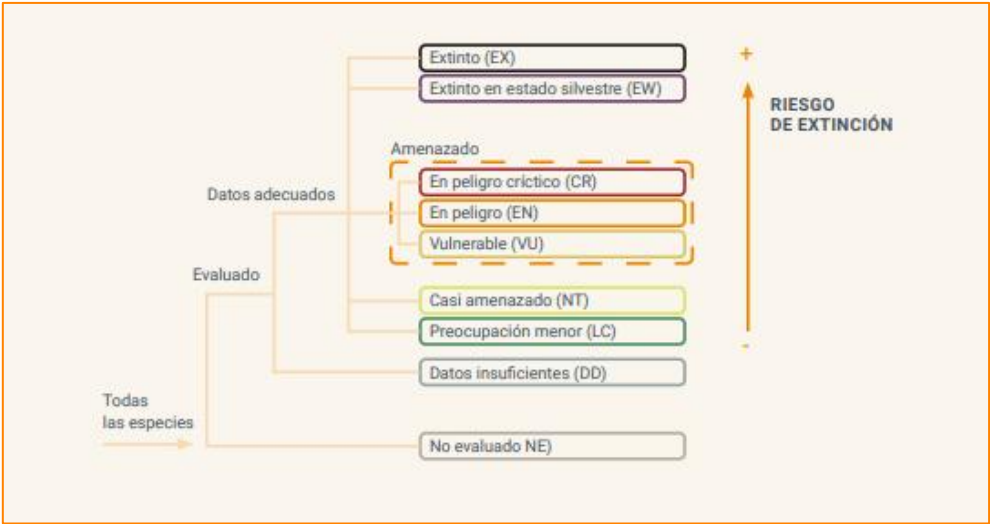 Extinto (EX)
Extinto en estado silvestre (EW)
+
RIESGO
DE EXTINCIÓN
Amenazado
En peligro críctico (CR)
Datos adecuados
En peligro (EN)
Vulnerable (VU)
Evaluado
Casi amenazado (NT)
Preocupación menor (LC)
-
Datos insuficientes (DD)
Todas
las especies
No evaluado NE)